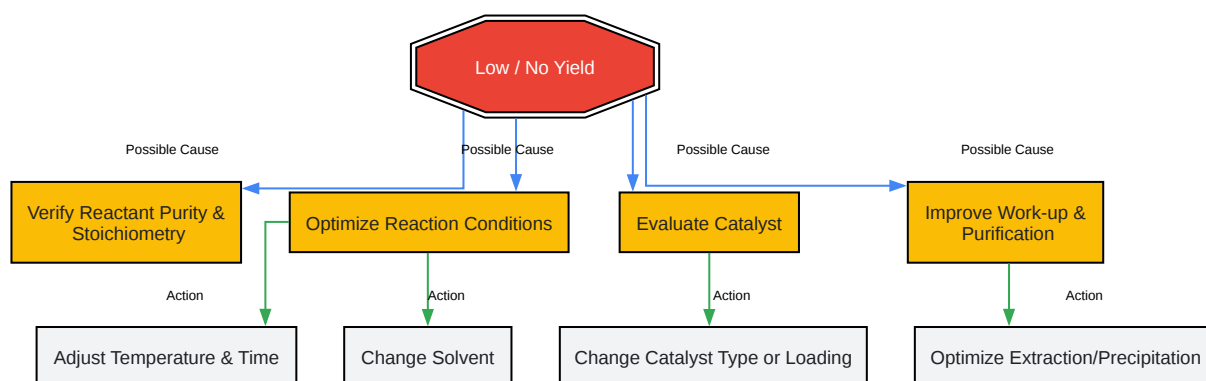 Low / No Yield
Possible Cause
Possible Cause
Possible Cause
Possible Cause
Verify Reactant Purity &
Stoichiometry
Optimize Reaction Conditions
Evaluate Catalyst
Improve Work-up &
Purification
Action
Action
Action
Action
Adjust Temperature & Time
Change Solvent
Change Catalyst Type or Loading
Optimize Extraction/Precipitation